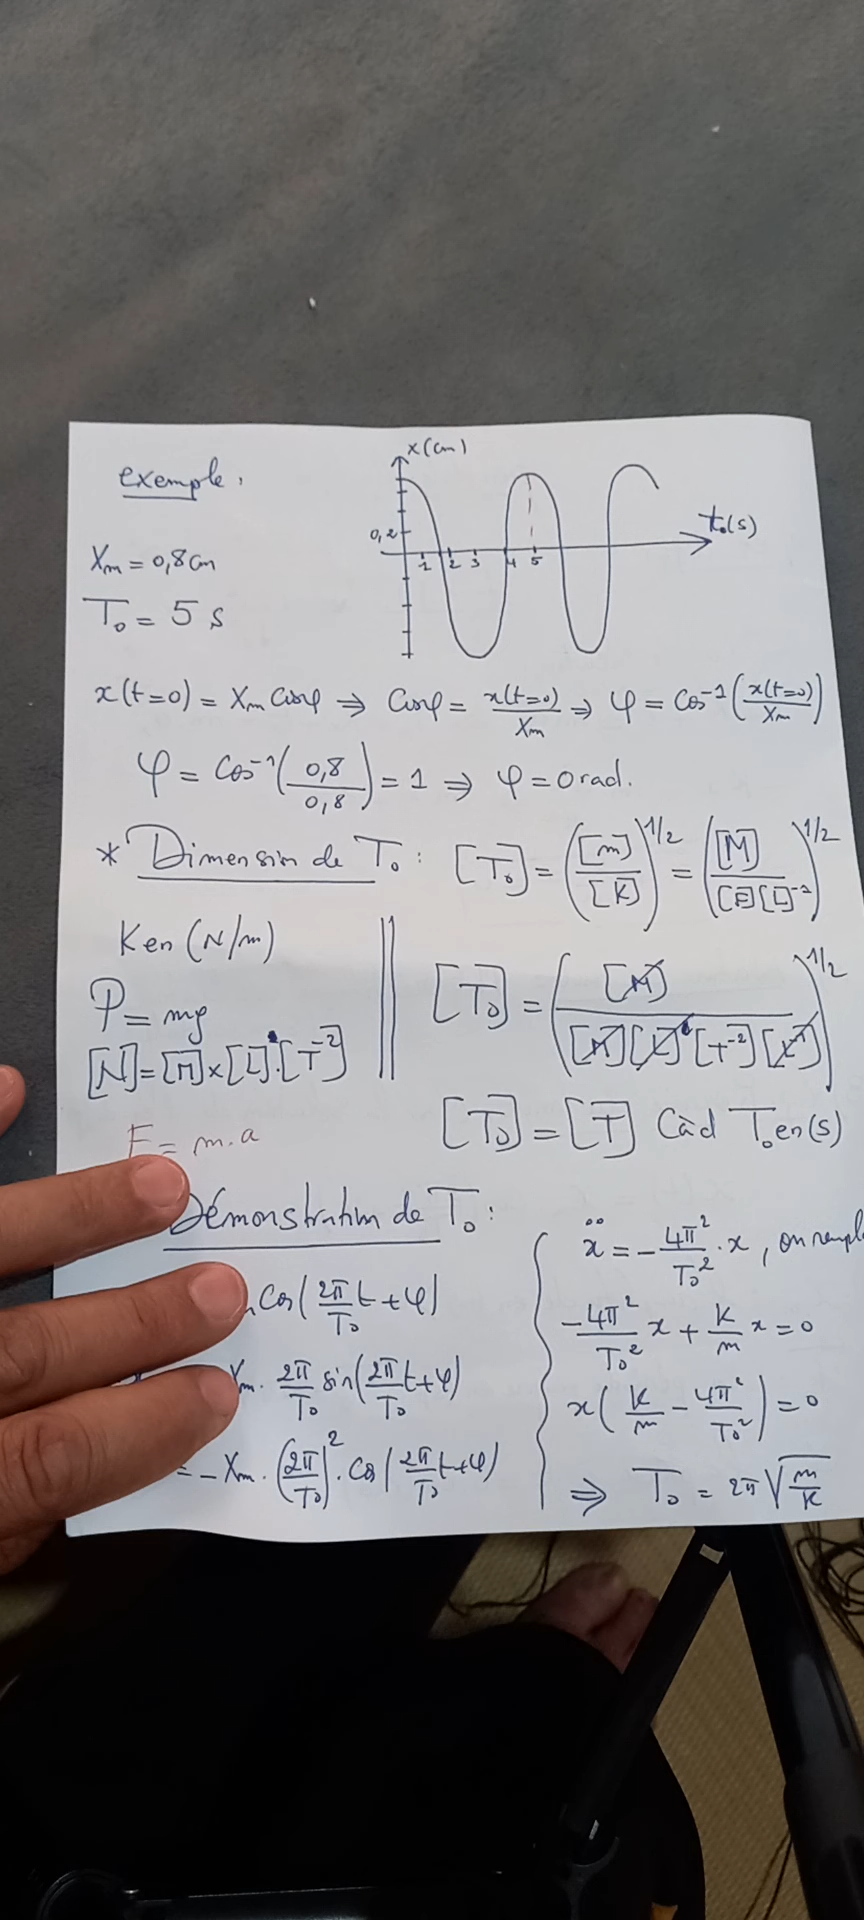 exemple.
x(cm)
0,2
1 2 3 4 5
t(s)
Xm = 0,8 cm
T₀ = 5 s
x(t=0) = Xm Cosφ ⇒ Cosφ = x(t=0)/Xm ⇒ φ = Cos⁻¹(x(t=0)/Xm)
φ = Cos⁻¹(0,8/0,8) = 1 ⇒ φ = 0 rad.
* Dimension de T₀ : [T₀] = ([m]/[K])^1/2 = ([M]/[F][L]⁻¹)^1/2
K en (N/m)
P = mg
[N] = [M] × [L].[T⁻²]
F = m.a
[T₀] = ([M]/[M][L][T⁻²][L⁻¹])^1/2
[T₀] = [T] Càd T₀ en (s)
Démonstration de T₀ :
Cos(2π/T₀ t + φ)
Xm. 2π/T₀ sin(2π/T₀ t + φ)
= - Xm . (2π/T₀)². Cos(2π/T₀ t + φ)
ẍ = - 4π²/T₀² . x , on
- 4π²/T₀² x + K/m x = 0
x(K/m - 4π²/T₀²) = 0
⇒ T₀ = 2π√(m/K)